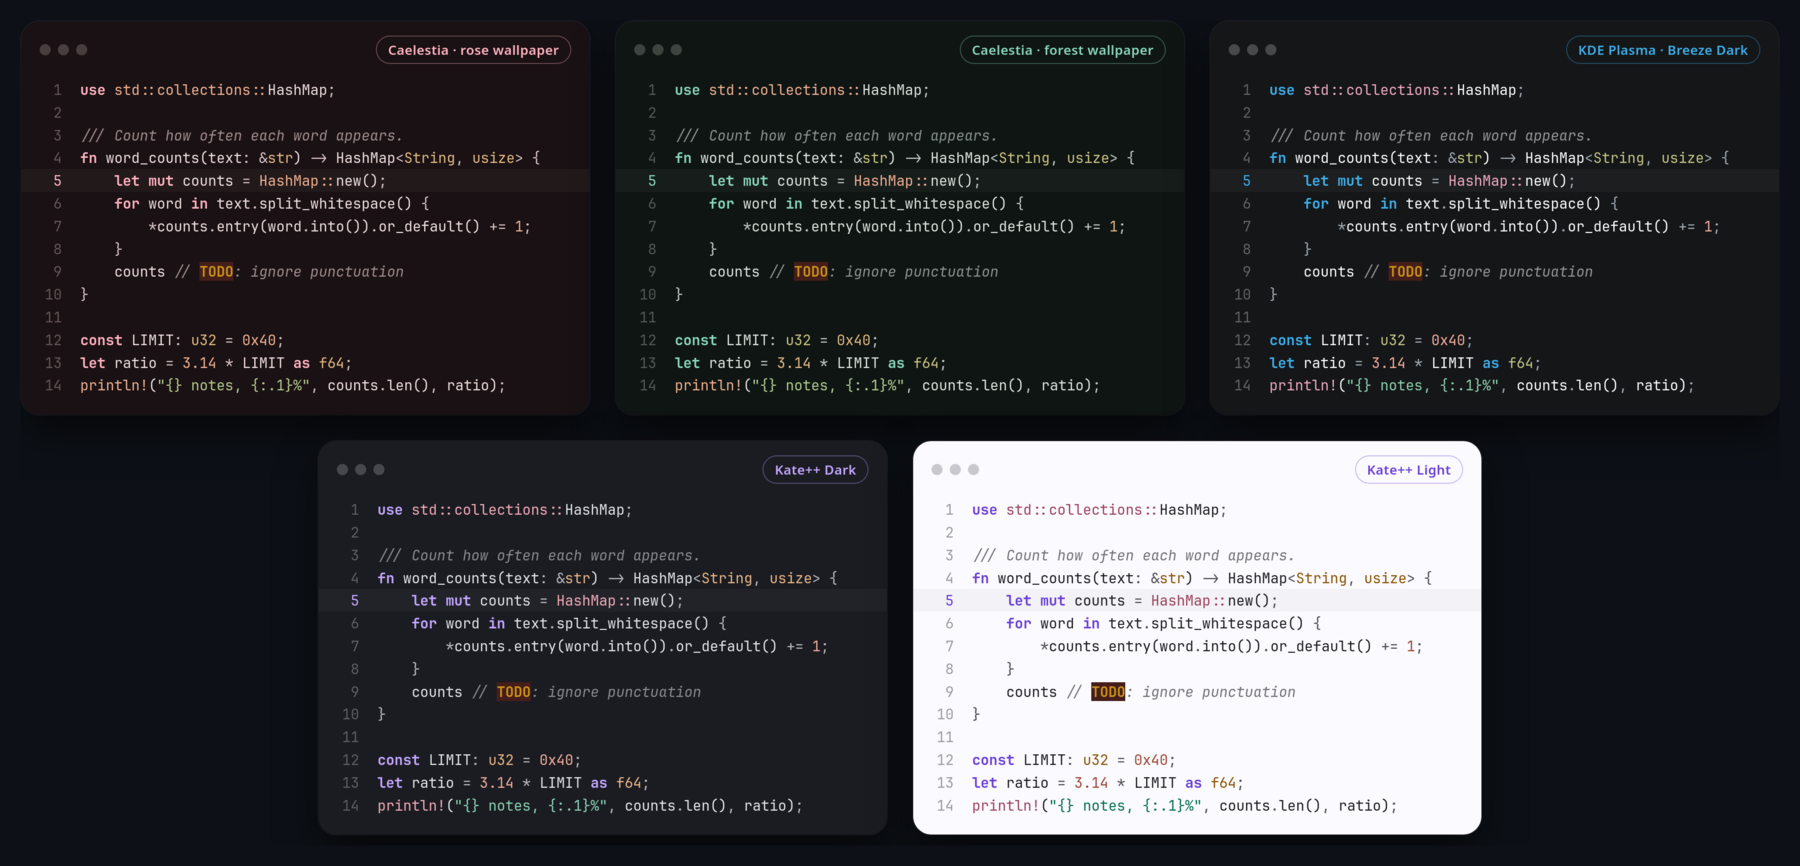 Caelestia · rose wallpaper
1 use std::collections::HashMap;
2
3 /// Count how often each word appears.
4 fn word_counts(text: &str) -> HashMap<String, usize> {
5     let mut counts = HashMap::new();
6     for word in text.split_whitespace() {
7         *counts.entry(word.into()).or_default() += 1;
8     }
9     counts // TODO: ignore punctuation
10 }
11
12 const LIMIT: u32 = 0x40;
13 let ratio = 3.14 * LIMIT as f64;
14 println!("{} notes, {:.1}%", counts.len(), ratio);
Caelestia · forest wallpaper
1 use std::collections::HashMap;
2
3 /// Count how often each word appears.
4 fn word_counts(text: &str) -> HashMap<String, usize> {
5     let mut counts = HashMap::new();
6     for word in text.split_whitespace() {
7         *counts.entry(word.into()).or_default() += 1;
8     }
9     counts // TODO: ignore punctuation
10 }
11
12 const LIMIT: u32 = 0x40;
13 let ratio = 3.14 * LIMIT as f64;
14 println!("{} notes, {:.1}%", counts.len(), ratio);
KDE Plasma · Breeze Dark
1 use std::collections::HashMap;
2
3 /// Count how often each word appears.
4 fn word_counts(text: &str) -> HashMap<String, usize> {
5     let mut counts = HashMap::new();
6     for word in text.split_whitespace() {
7         *counts.entry(word.into()).or_default() += 1;
8     }
9     counts // TODO: ignore punctuation
10 }
11
12 const LIMIT: u32 = 0x40;
13 let ratio = 3.14 * LIMIT as f64;
14 println!("{} notes, {:.1}%", counts.len(), ratio);
Kate++ Dark
1 use std::collections::HashMap;
2
3 /// Count how often each word appears.
4 fn word_counts(text: &str) -> HashMap<String, usize> {
5     let mut counts = HashMap::new();
6     for word in text.split_whitespace() {
7         *counts.entry(word.into()).or_default() += 1;
8     }
9     counts // TODO: ignore punctuation
10 }
11
12 const LIMIT: u32 = 0x40;
13 let ratio = 3.14 * LIMIT as f64;
14 println!("{} notes, {:.1}%", counts.len(), ratio);
Kate++ Light
1 use std::collections::HashMap;
2
3 /// Count how often each word appears.
4 fn word_counts(text: &str) -> HashMap<String, usize> {
5     let mut counts = HashMap::new();
6     for word in text.split_whitespace() {
7         *counts.entry(word.into()).or_default() += 1;
8     }
9     counts // TODO: ignore punctuation
10 }
11
12 const LIMIT: u32 = 0x40;
13 let ratio = 3.14 * LIMIT as f64;
14 println!("{} notes, {:.1}%", counts.len(), ratio);